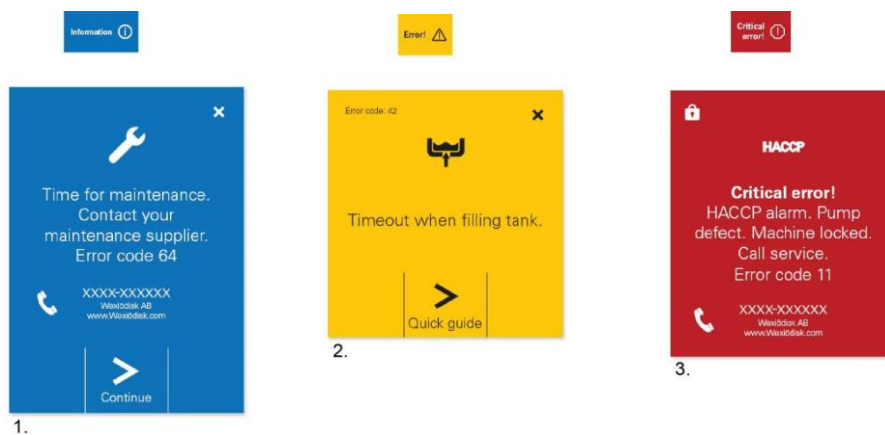 Information
Error!
Critical
error!
Time for maintenance.
Contact your
maintenance supplier.
Error code 64
XXXX-XXXXXX
Wexiödisk AB
www.Wexiödisk.com
Continue
1.
Error code: 42
Timeout when filling tank.
Quick guide
2.
HACCP
Critical error!
HACCP alarm. Pump
defect. Machine locked.
Call service.
Error code 11
XXXX-XXXXXX
Wexiödisk AB
www.Wexiödisk.com
3.